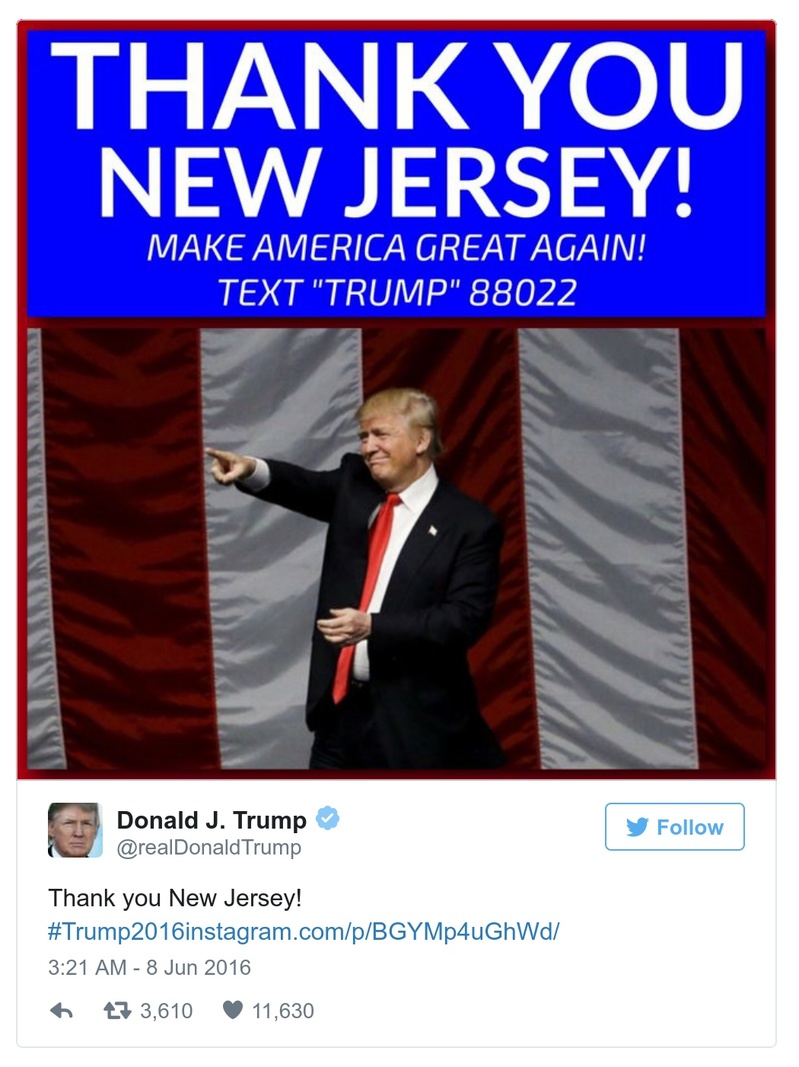 THANK YOU
NEW JERSEY!
MAKE AMERICA GREAT AGAIN!
TEXT "TRUMP" 88022
Donald J. Trump
@realDonaldTrump
Follow
Thank you New Jersey!
#Trump2016instagram.com/p/BGYMp4uGhWd/
3:21 AM - 8 Jun 2016
3,610 11,630